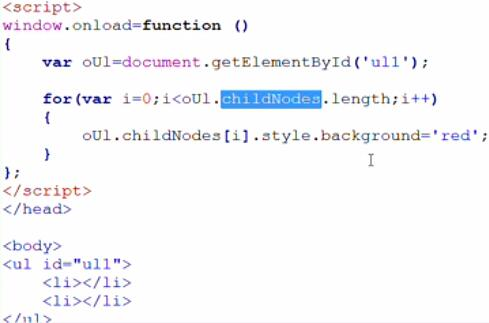 <script>
window.onload=function ()
{
    var oUl=document.getElementById('ul1');

    for(var i=0;i<oUl.childNodes.length;i++)
    {
        oUl.childNodes[i].style.background='red';
    }
};
</script>
</head>

<body>
<ul id="ul1">
    <li></li>
    <li></li>
</ul>